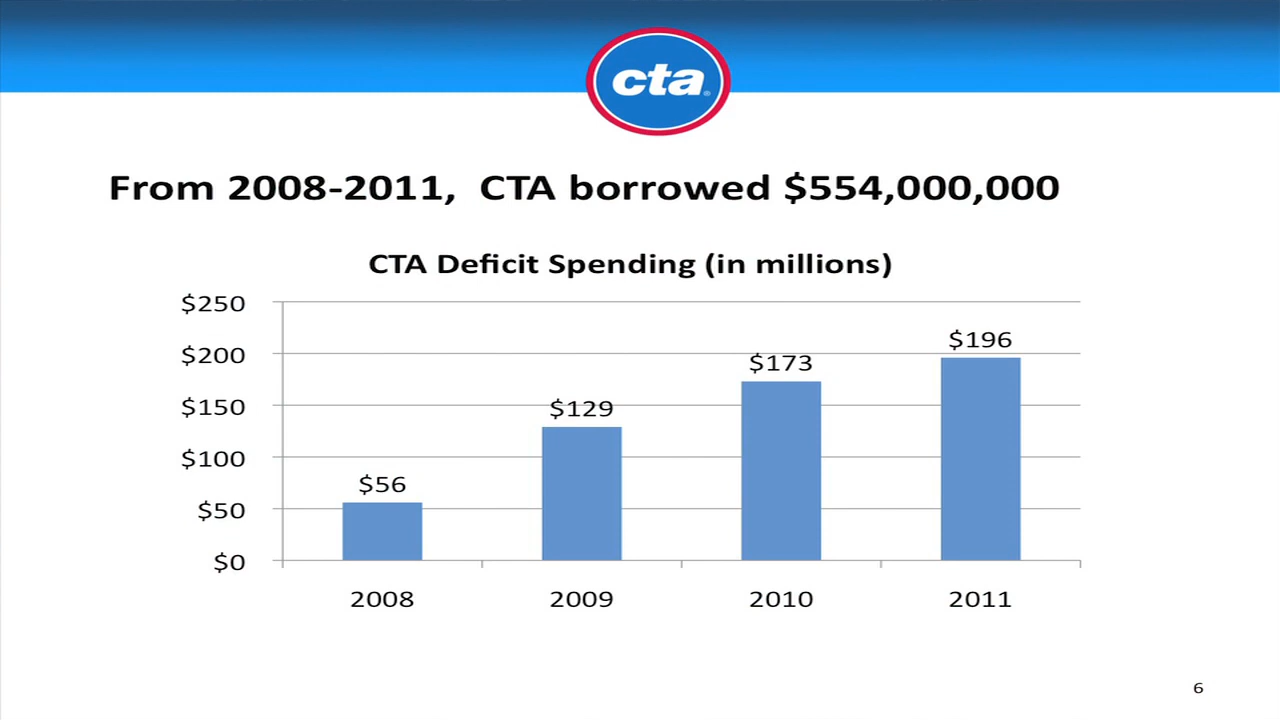 cta®
From 2008-2011, CTA borrowed $554,000,000
CTA Deficit Spending (in millions)
$250
$200
$150
$100
$50
$0
$56
$129
$173
$196
2008 2009 2010 2011
6